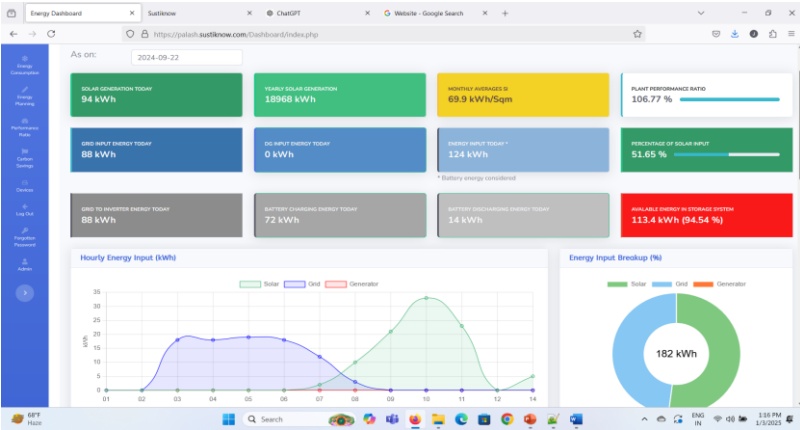 Energy Dashboard
Sustiknow
ChatGPT
Website - Google Search
https://palash.sustiknow.com/Dashboard/index.php
Energy Consumption
Energy Planning
Performance Ratio
Carbon Savings
Devices
Log Out
Forgotten Password
Admin
As on:
2024-09-22
SOLAR GENERATION TODAY
94 kWh
YEARLY SOLAR GENERATION
18968 kWh
MONTHLY AVERAGES SI
69.9 kWh/Sqm
PLANT PERFORMANCE RATIO
106.77 %
GRID INPUT ENERGY TODAY
88 kWh
DG INPUT ENERGY TODAY
0 kWh
ENERGY INPUT TODAY *
124 kWh
* Battery energy considered
PERCENTAGE OF SOLAR INPUT
51.65 %
GRID TO INVERTER ENERGY TODAY
88 kWh
BATTERY CHARGING ENERGY TODAY
72 kWh
BATTERY DISCHARGING ENERGY TODAY
14 kWh
AVALABLE ENERGY IN STORAGE SYSTEM
113.4 kWh (94.54 %)
Hourly Energy Input (kWh)
Solar
Grid
Generator
35
30
25
20
15
10
5
0
kWh
01 02 03 04 05 06 07 08 09 10 11 12 13 14
Energy Input Breakup (%)
Solar
Grid
Generator
182 kWh
68°F
Haze
Search
ENG
IN
1:16 PM
1/3/2025